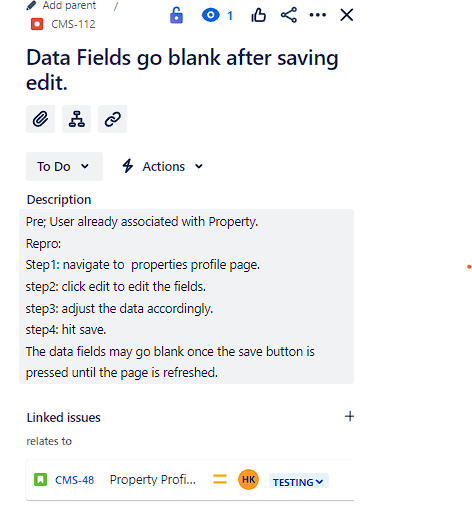 Add parent /
CMS-112
1
Data Fields go blank after saving
edit.
To Do
Actions
Description
Pre; User already associated with Property.
Repro:
Step1: navigate to  properties profile page.
step2: click edit to edit the fields.
step3: adjust the data accordingly.
step4: hit save.
The data fields may go blank once the save button is
pressed until the page is refreshed.
Linked issues
relates to
CMS-48 Property Profi... HK TESTING